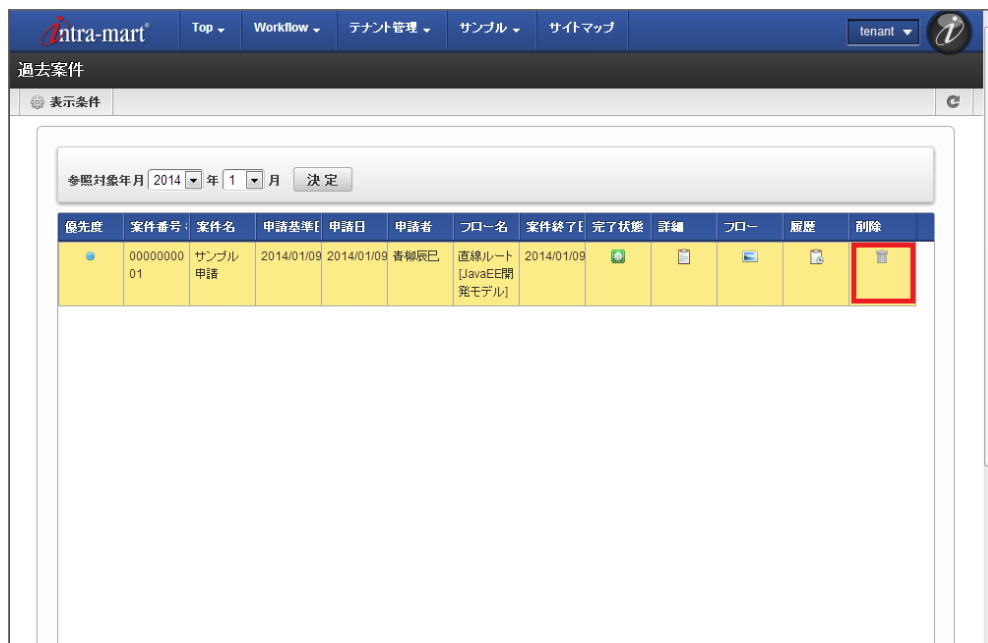 intra-mart® Top Workflow テナント管理 サンプル サイトマップ tenant
過去案件
表示条件
参照対象年月 2014 年 1 月 決定
優先度 案件番号 案件名 申請基準 申請日 申請者 フロー名 案件終了 完了状態 詳細 フロー 履歴 削除
00000000 サンプル 2014/01/09 2014/01/09 青柳辰巳 直線ルート 2014/01/09
01 申請 [JavaEE開
発モデル]